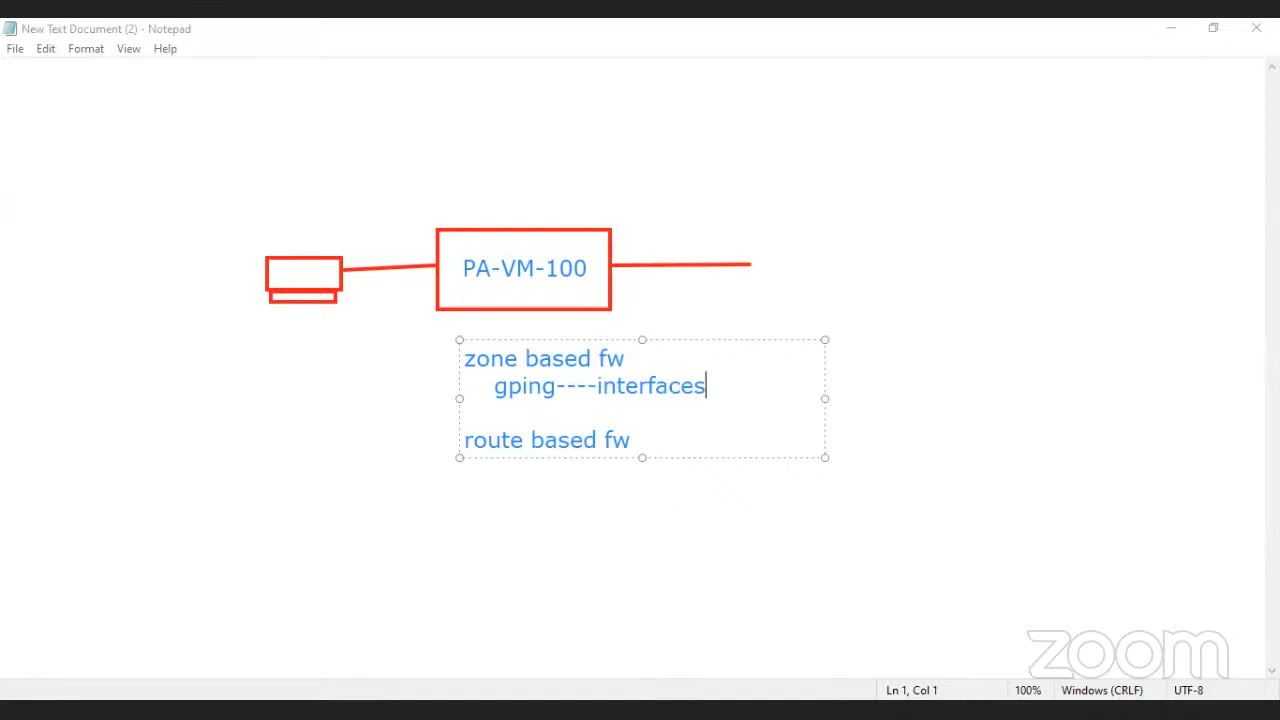 New Text Document (2) - Notepad
File Edit Format View Help
PA-VM-100
zone based fw
gping----interfaces
route based fw
zoom
Ln 1, Col 1 100% Windows (CRLF) UTF-8